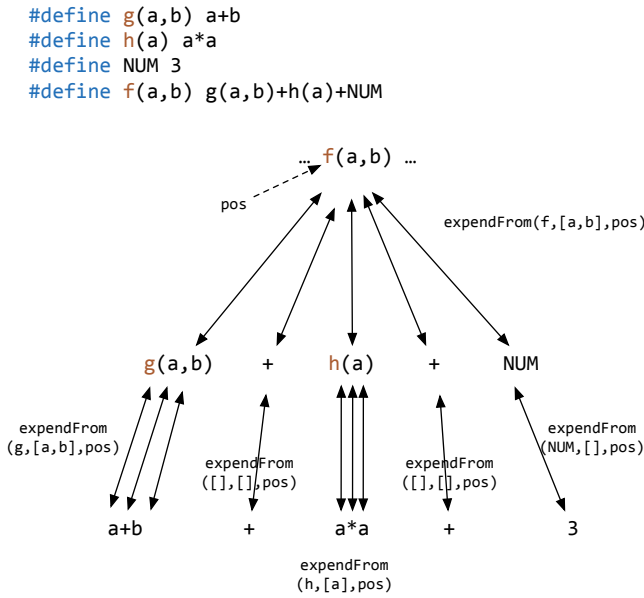 #define g(a,b) a+b
#define h(a) a*a
#define NUM 3
#define f(a,b) g(a,b)+h(a)+NUM
… f(a,b) …
pos
expendFrom(f,[a,b],pos)
g(a,b) + h(a) + NUM
expendFrom
(g,[a,b],pos)
expendFrom
([],[],pos)
expendFrom
([],[],pos)
expendFrom
(NUM,[],pos)
a+b + a*a + 3
expendFrom
(h,[a],pos)